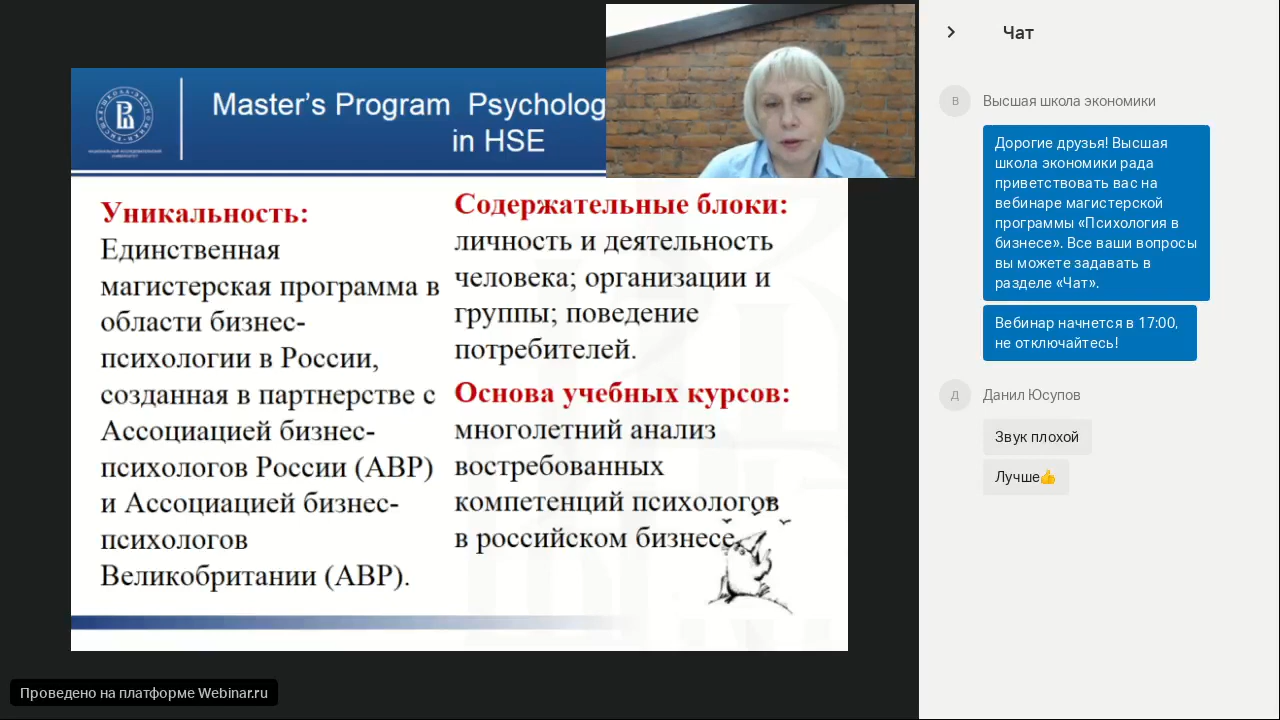 Master's Program Psycholog
in HSE
Уникальность:
Единственная
магистерская программа в
области бизнес-
психологии в России,
созданная в партнерстве с
Ассоциацией бизнес-
психологов России (АВР)
и Ассоциацией бизнес-
психологов
Великобритании (АВР).
Содержательные блоки:
личность и деятельность
человека; организации и
группы; поведение
потребителей.
Основа учебных курсов:
многолетний анализ
востребованных
компетенций психологов
в российском бизнесе.
Проведено на платформе Webinar.ru
Чат
В
Высшая школа экономики
Дорогие друзья! Высшая
школа экономики рада
приветствовать вас на
вебинаре магистерской
программы «Психология в
бизнесе». Все ваши вопросы
вы можете задавать в
разделе «Чат».
Вебинар начнется в 17:00,
не отключайтесь!
Д
Данил Юсупов
Звук плохой
Лучше👍